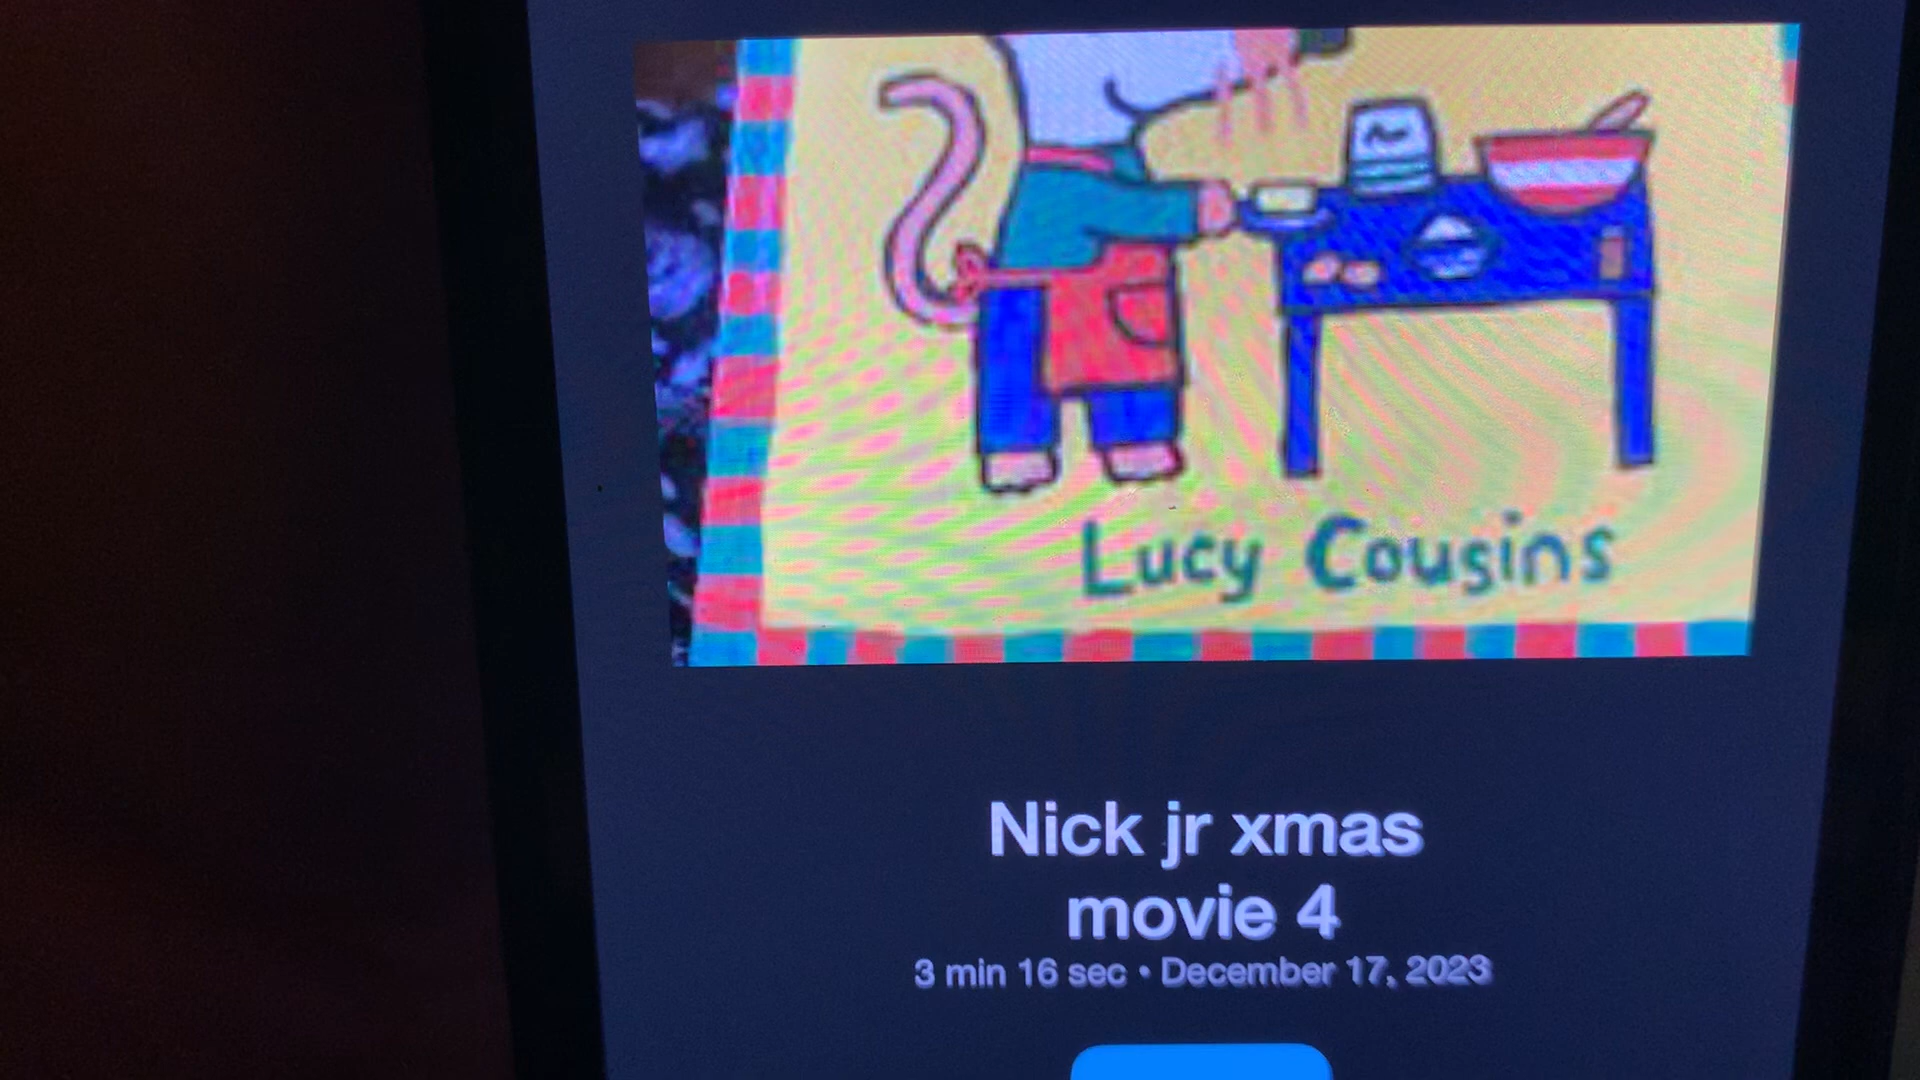 Lucy Cousins
Nick jr xmas
movie 4
3 min 16 sec • December 17, 2023